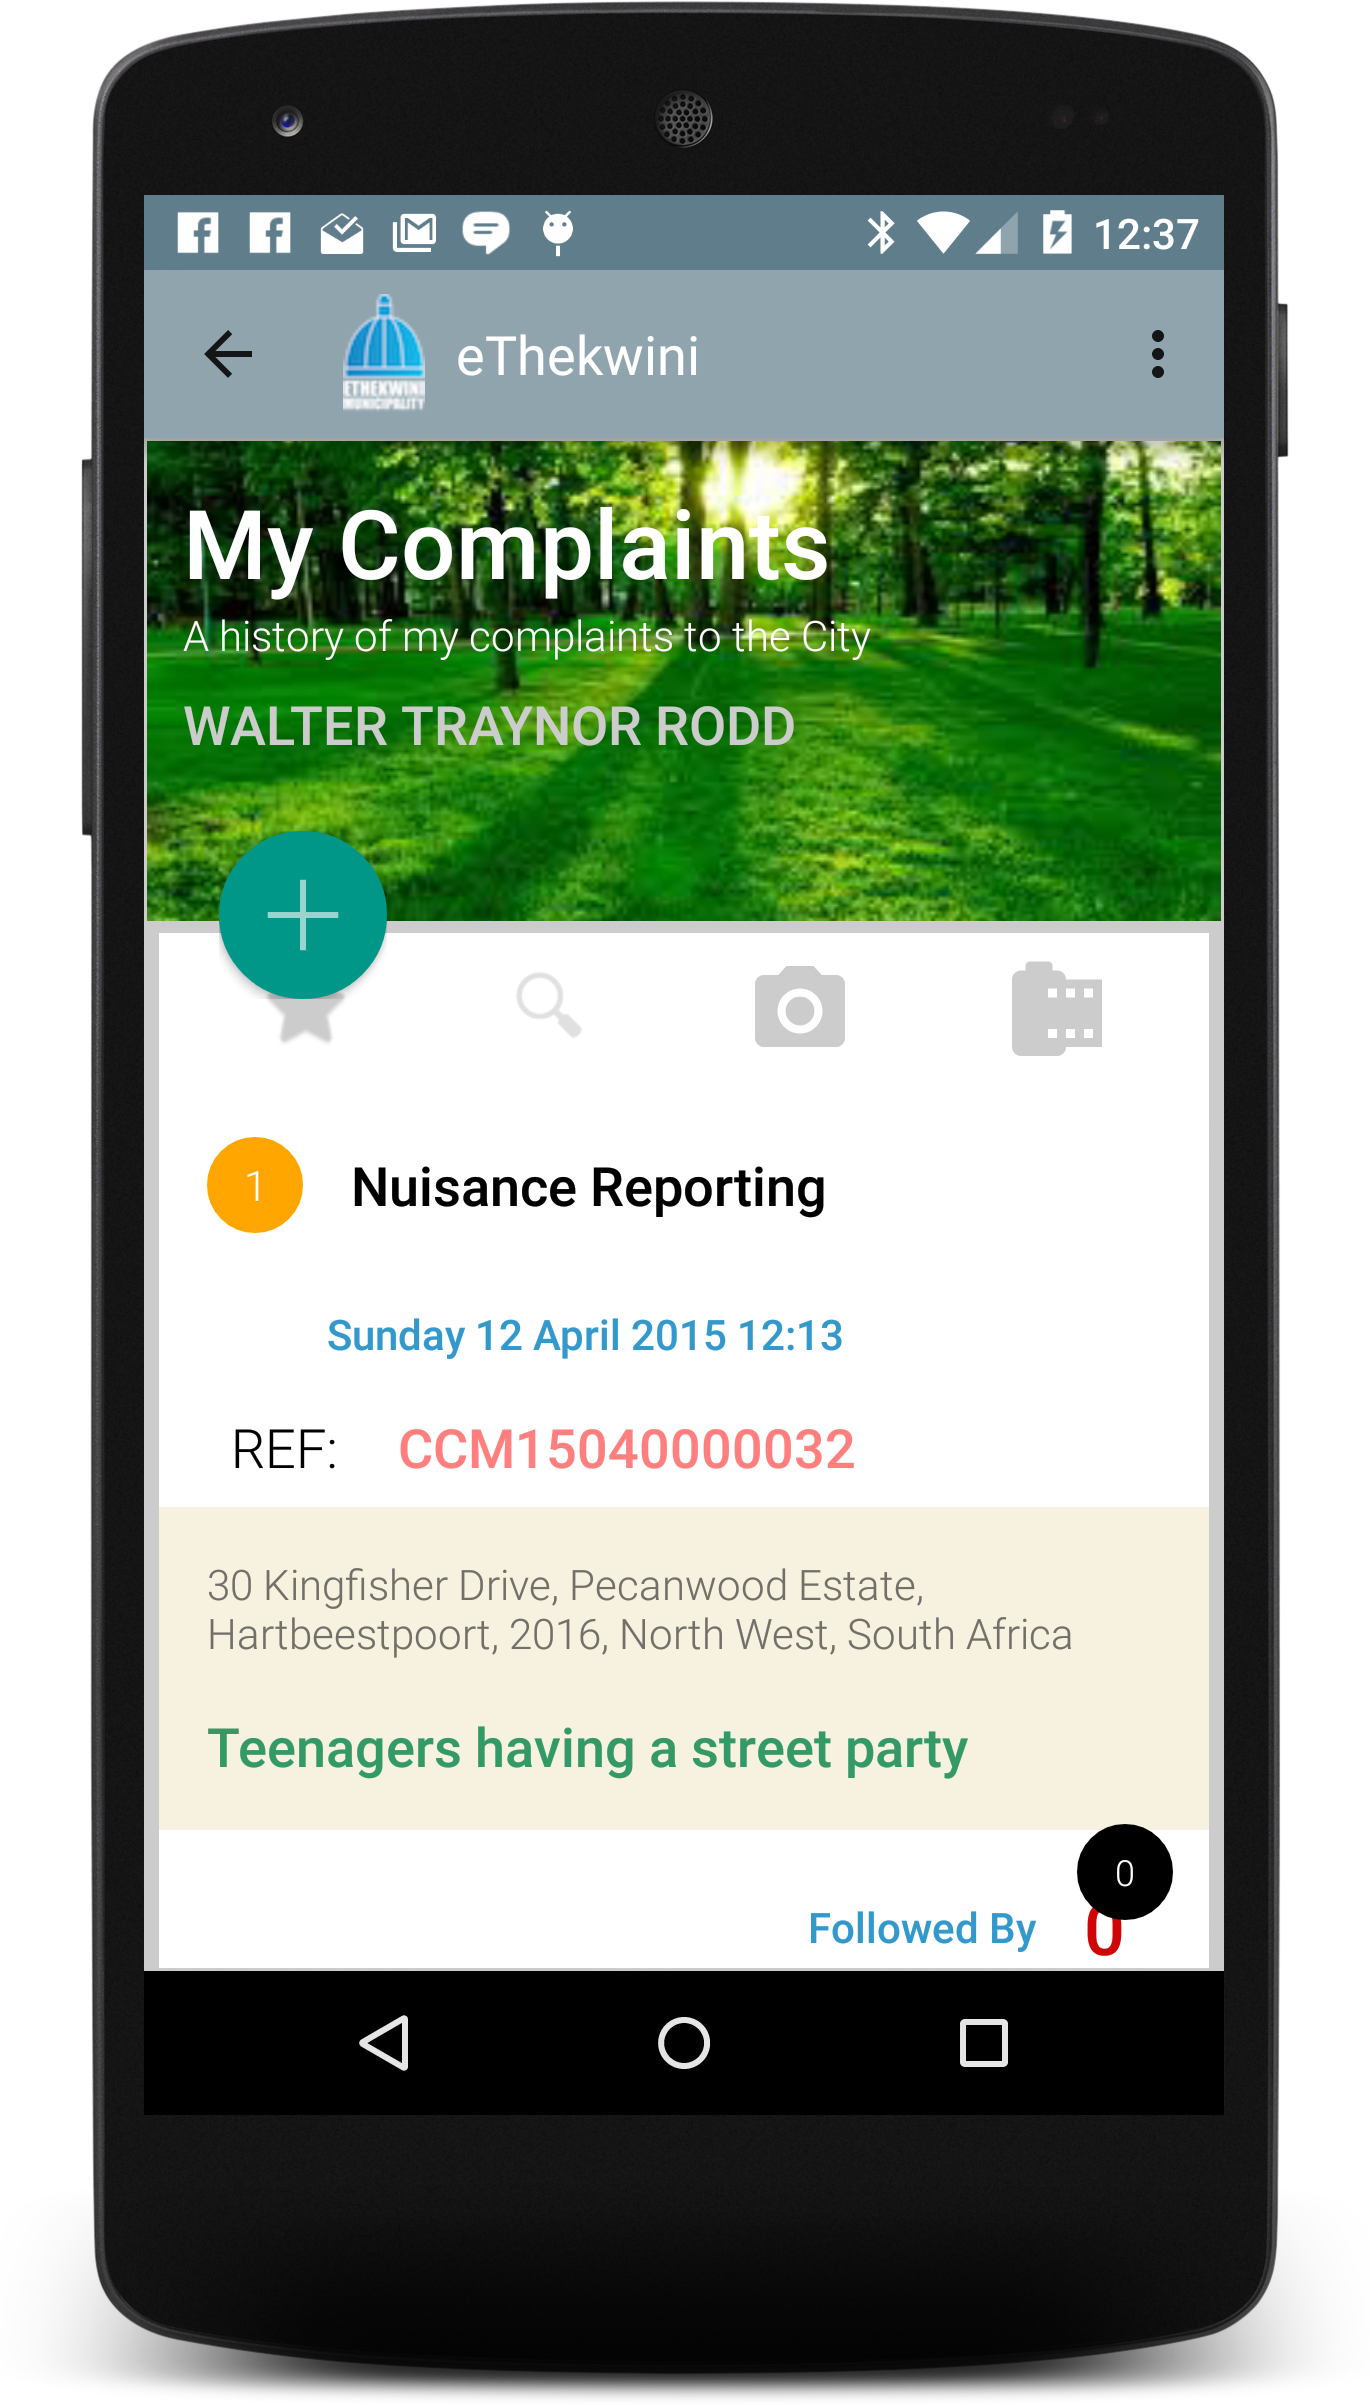 12:37
ETHEKWINI
MUNICIPALITY
eThekwini
My Complaints
A history of my complaints to the City
WALTER TRAYNOR RODD
1
Nuisance Reporting
Sunday 12 April 2015 12:13
REF: CCM15040000032
30 Kingfisher Drive, Pecanwood Estate,
Hartbeestpoort, 2016, North West, South Africa
Teenagers having a street party
0
Followed By 0